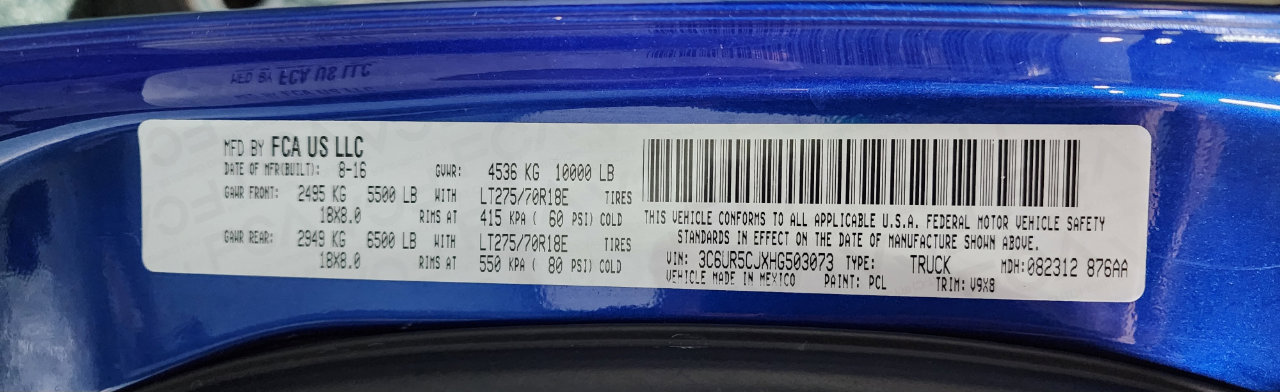 MFD BY FCA US LLC
DATE OF MFR(BUILT): 8-16 GVWR: 4536 KG 10000 LB
GAWR FRONT: 2495 KG 5500 LB WITH LT275/70R18E TIRES
18X8.0 RIMS AT 415 KPA ( 60 PSI) COLD
GAWR REAR: 2949 KG 6500 LB WITH LT275/70R18E TIRES
18X8.0 RIMS AT 550 KPA ( 80 PSI) COLD
THIS VEHICLE CONFORMS TO ALL APPLICABLE U.S.A. FEDERAL MOTOR VEHICLE SAFETY
STANDARDS IN EFFECT ON THE DATE OF MANUFACTURE SHOWN ABOVE.
VIN: 3C6UR5CJXHG503073 TYPE: TRUCK MDH:082312 876AA
VEHICLE MADE IN MEXICO PAINT: PCL TRIM: V9X8